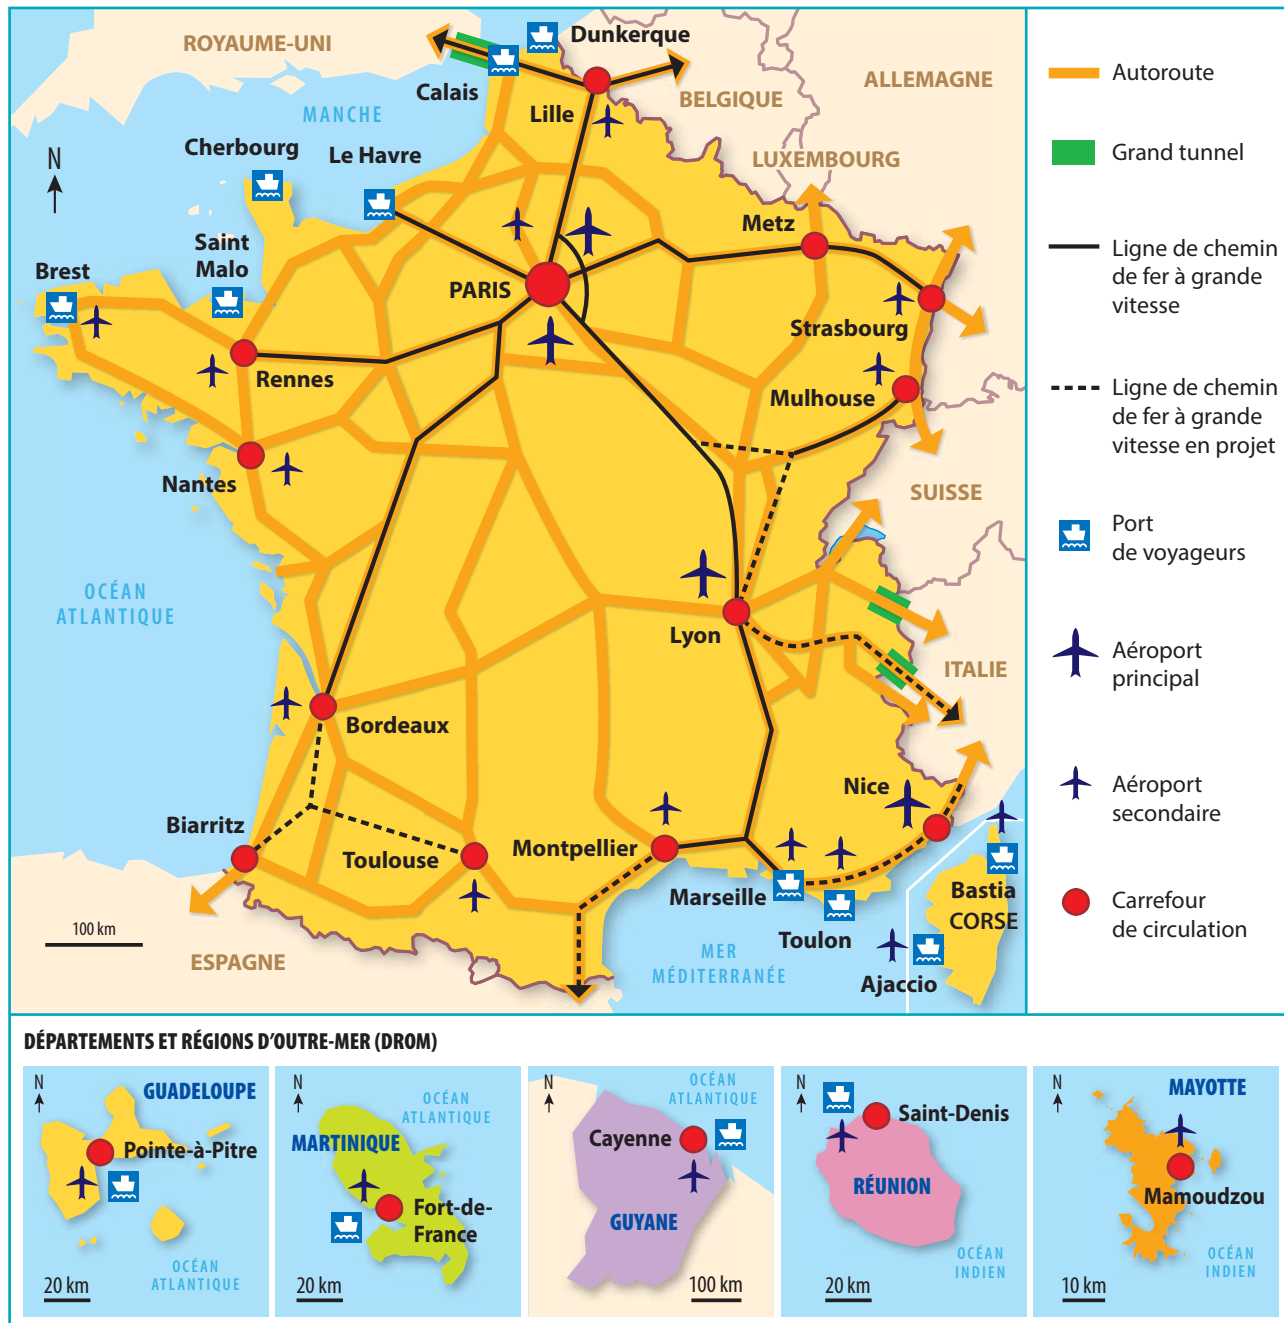 ROYAUME-UNI
Dunkerque
Calais
Lille
BELGIQUE
ALLEMAGNE
LUXEMBOURG
MANCHE
N
Cherbourg
Le Havre
Saint
Malo
Brest
PARIS
Metz
Strasbourg
Mulhouse
Rennes
Nantes
SUISSE
OCÉAN
ATLANTIQUE
Lyon
ITALIE
Bordeaux
Nice
Biarritz
Toulouse
Montpellier
Marseille
Toulon
Bastia
CORSE
Ajaccio
100 km
ESPAGNE
MER
MÉDITERRANÉE
Autoroute
Grand tunnel
Ligne de chemin
de fer à grande
vitesse
Ligne de chemin
de fer à grande
vitesse en projet
Port
de voyageurs
Aéroport
principal
Aéroport
secondaire
Carrefour
de circulation
DÉPARTEMENTS ET RÉGIONS D'OUTRE-MER (DROM)
N
GUADELOUPE
Pointe-à-Pitre
OCÉAN
ATLANTIQUE
20 km
N
OCÉAN
ATLANTIQUE
MARTINIQUE
Fort-de-
France
20 km
N
OCÉAN
ATLANTIQUE
Cayenne
GUYANE
100 km
N
Saint-Denis
RÉUNION
OCÉAN
INDIEN
20 km
N
MAYOTTE
Mamoudzou
OCÉAN
INDIEN
10 km